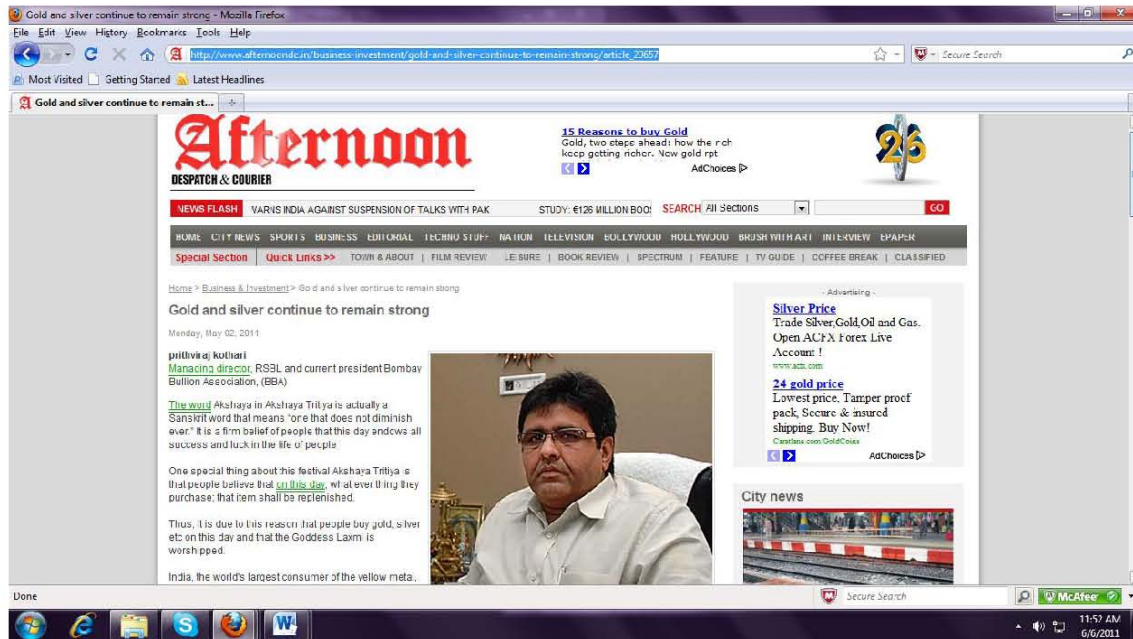 Gold and silver continue to remain strong - Mozilla Firefox
File Edit View History Bookmarks Tools Help
http://www.afternoondc.in/business-investment/gold-and-silver-continue-to-remain-strong/article_23657
Secure Search
Most Visited Getting Started Latest Headlines
Gold and silver continue to remain st...
Afternoon
DESPATCH & COURIER
15 Reasons to buy Gold
Gold, two steps ahead: how the rich
keep getting richer. New gold rpt
AdChoices
26
NEWS FLASH VARNS INDIA AGAINST SUSPENSION OF TALKS WITH PAK STUDY: €126 MILLION BOO: SEARCH All Sections GO
HOME CITY NEWS SPORTS BUSINESS EDITORIAL TECHNO STUFF NATION TELEVISION BOLLYWOOD HOLLYWOOD BRUSH WITH ART INTERVIEW EPAPER
Special Section Quick Links >> TOWN & ABOUT | FILM REVIEW LEISURE | BOOK REVIEW | SPECTRUM | FEATURE | TV GUIDE | COFFEE BREAK | CLASSIFIED
Home > Business & Investment > Gold and silver continue to remain strong
Gold and silver continue to remain strong
Monday, May 02, 2011
prithviraj kothari
Managing director, RSBL and current president Bombay
Bullion Association, (BBA)
The word Akshaya in Akshaya Tritiya is actually a
Sanskrit word that means "one that does not diminish
ever." It is a firm belief of people that this day endows all
success and luck in the life of people
One special thing about this festival Akshaya Tritiya is
that people believe that on this day, what ever thing they
purchase; that item shall be replenished.
Thus, it is due to this reason that people buy gold, silver
etc on this day and that the Goddess Laxmi is
worshipped.
India, the world's largest consumer of the yellow metal,
- Advertising -
Silver Price
Trade Silver,Gold,Oil and Gas.
Open ACFX Forex Live
Account !
www.acfx.com
24 gold price
Lowest price, Tamper proof
pack, Secure & insured
shipping. Buy Now!
Caratlane.com/GoldCoins
AdChoices
City news
Done
Secure Search
McAfee
11:52 AM
6/6/2011